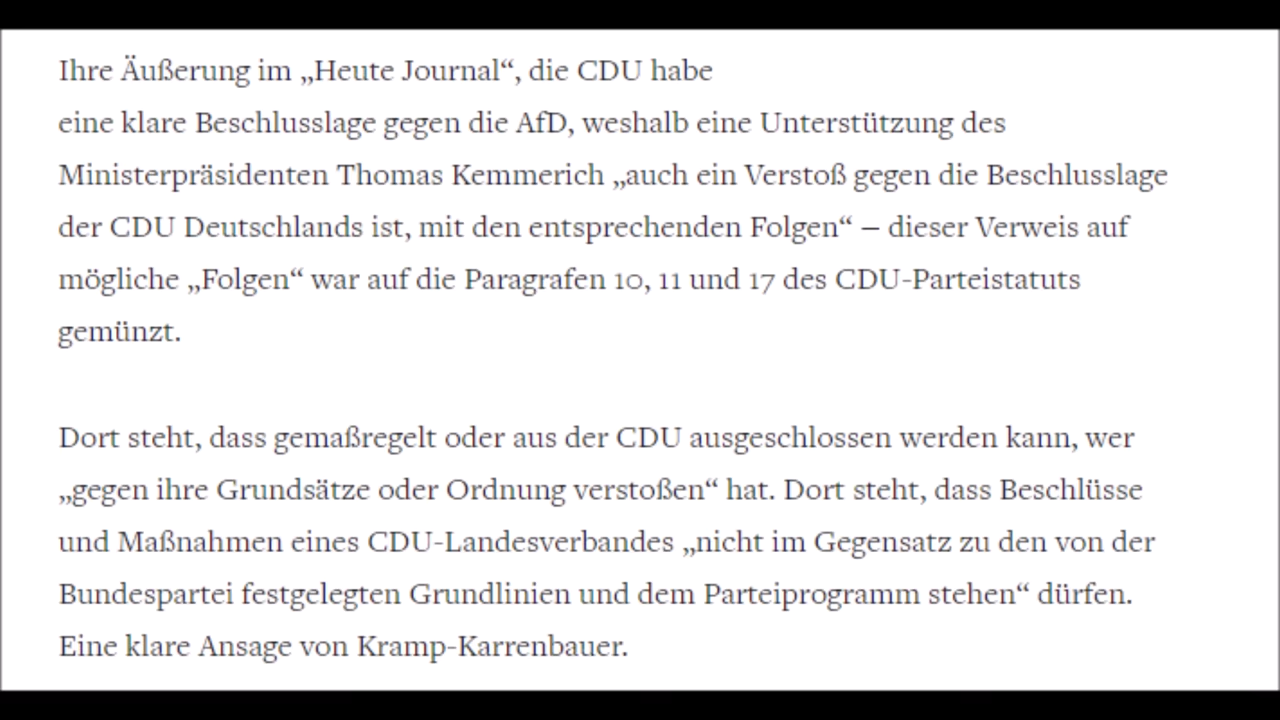 Ihre Äußerung im „Heute Journal“, die CDU habe
eine klare Beschlusslage gegen die AfD, weshalb eine Unterstützung des
Ministerpräsidenten Thomas Kemmerich „auch ein Verstoß gegen die Beschlusslage
der CDU Deutschlands ist, mit den entsprechenden Folgen“ – dieser Verweis auf
mögliche „Folgen“ war auf die Paragrafen 10, 11 und 17 des CDU-Parteistatuts
gemünzt.
Dort steht, dass gemaßregelt oder aus der CDU ausgeschlossen werden kann, wer
„gegen ihre Grundsätze oder Ordnung verstoßen“ hat. Dort steht, dass Beschlüsse
und Maßnahmen eines CDU-Landesverbandes „nicht im Gegensatz zu den von der
Bundespartei festgelegten Grundlinien und dem Parteiprogramm stehen“ dürfen.
Eine klare Ansage von Kramp-Karrenbauer.